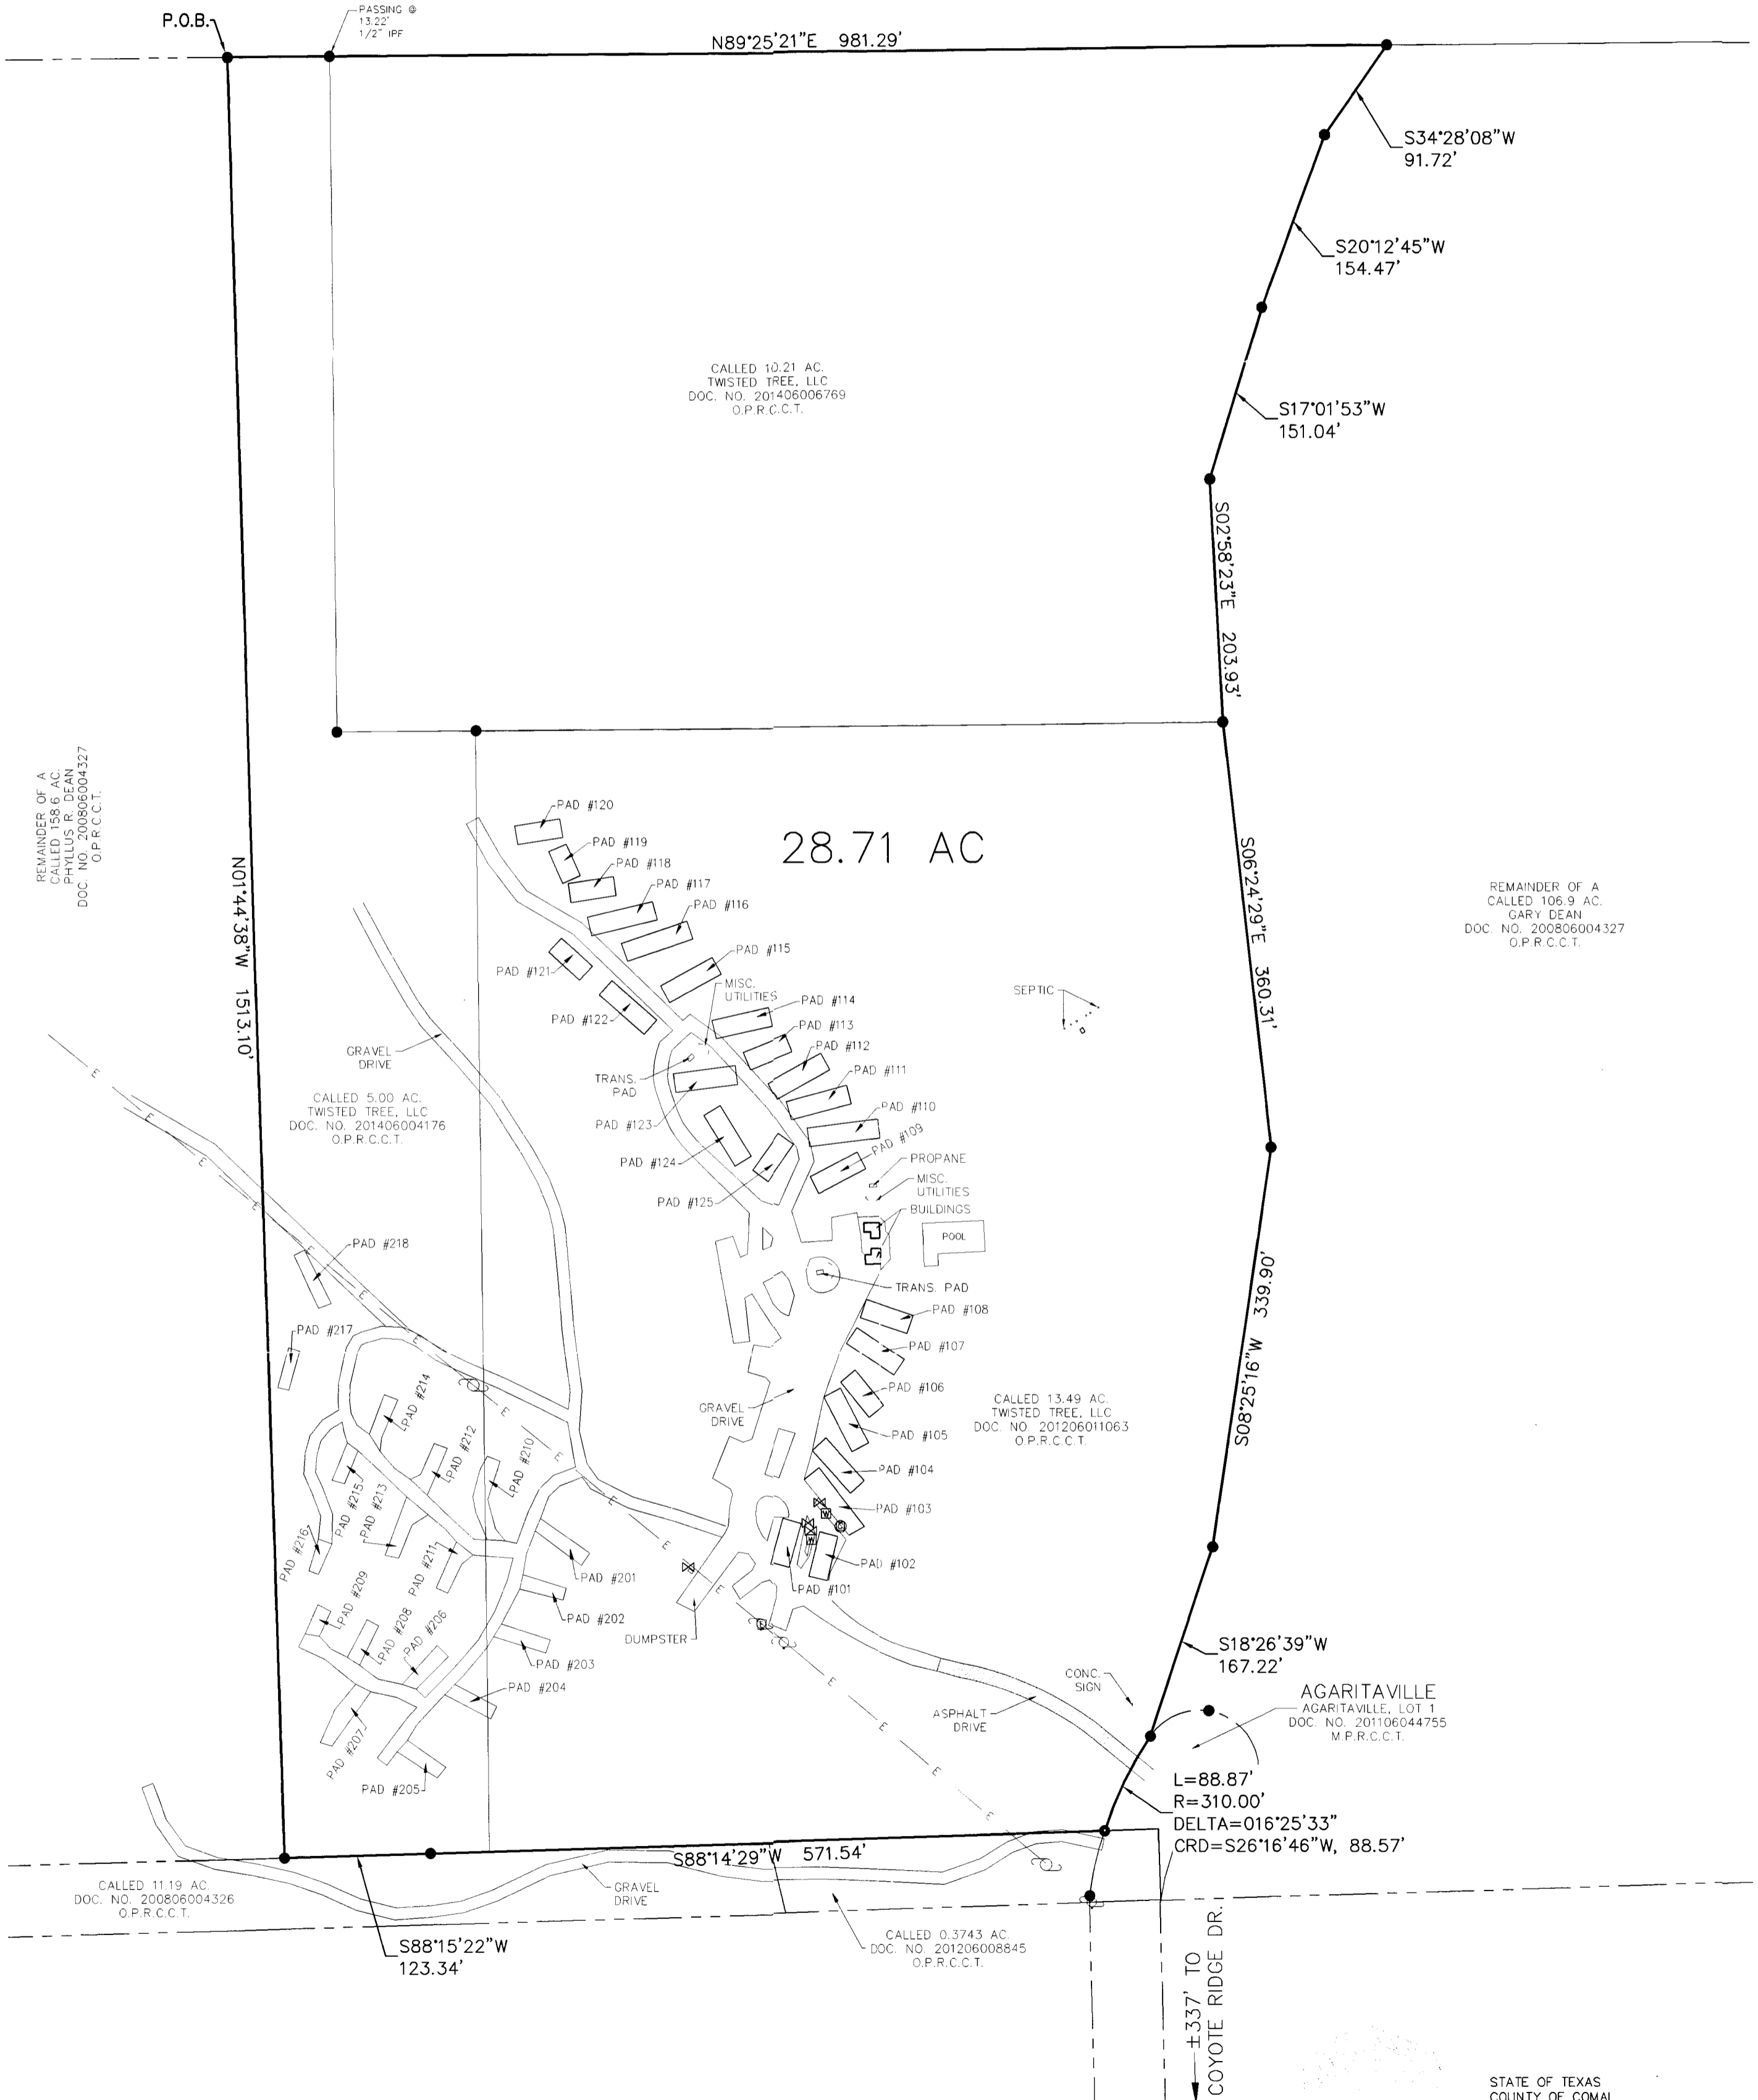 P.O.B.
PASSING @
13.22'
1/2" IPF
N89°25'21"E 981.29'
S34°28'08"W
91.72'
S20°12'45"W
154.47'
CALLED 10.21 AC.
TWISTED TREE, LLC
DOC. NO. 201406006769
O.P.R.C.C.T.
S17°01'53"W
151.04'
S02°58'23"E 203.93'
REMAINDER OF A
CALLED 158.6 AC.
PHYLLUS R. DEAN
DOC. NO. 200806004327
O.P.R.C.C.T.
N01°44'38"W 1513.10'
PAD #120
PAD #119
PAD #118
PAD #117
PAD #116
PAD #115
28.71 AC
S06°24'29"E 360.31'
REMAINDER OF A
CALLED 106.9 AC.
GARY DEAN
DOC. NO. 200806004327
O.P.R.C.C.T.
PAD #121
MISC.
UTILITIES
SEPTIC
PAD #114
PAD #122
PAD #113
PAD #112
GRAVEL
DRIVE
PAD #111
TRANS.
PAD
CALLED 5.00 AC.
TWISTED TREE, LLC
DOC. NO. 201406004176
O.P.R.C.C.T.
PAD #110
PAD #123
PAD #109
PAD #124
PROPANE
MISC.
UTILITIES
PAD #125
BUILDINGS
POOL
PAD #218
TRANS. PAD
S08°25'16"W 339.90'
PAD #108
PAD #217
PAD #107
PAD #106
PAD #214
CALLED 13.49 AC.
TWISTED TREE, LLC
DOC. NO. 201206011063
O.P.R.C.C.T.
GRAVEL
DRIVE
PAD #105
PAD #212
PAD #210
PAD #104
PAD #215
PAD #213
PAD #103
PAD #216
PAD #211
PAD #102
PAD #201
PAD #101
PAD #209
PAD #208
PAD #206
PAD #202
DUMPSTER
PAD #203
S18°26'39"W
167.22'
CONC.
SIGN
PAD #204
AGARITAVILLE
AGARITAVILLE, LOT 1
DOC. NO. 201106044755
M.P.R.C.C.T.
ASPHALT
DRIVE
PAD #207
PAD #205
L=88.87'
R=310.00'
DELTA=016°25'33"
CRD=S26°16'46"W, 88.57'
S88°14'29"W 571.54'
CALLED 11.19 AC.
DOC. NO. 200806004326
O.P.R.C.C.T.
GRAVEL
DRIVE
S88°15'22"W
123.34'
CALLED 0.3743 AC.
DOC. NO. 201206008845
O.P.R.C.C.T.
±337' TO
COYOTE RIDGE DR.
STATE OF TEXAS
COUNTY OF COMAL
E E E E E E E E E E E E E E E
W
W
E